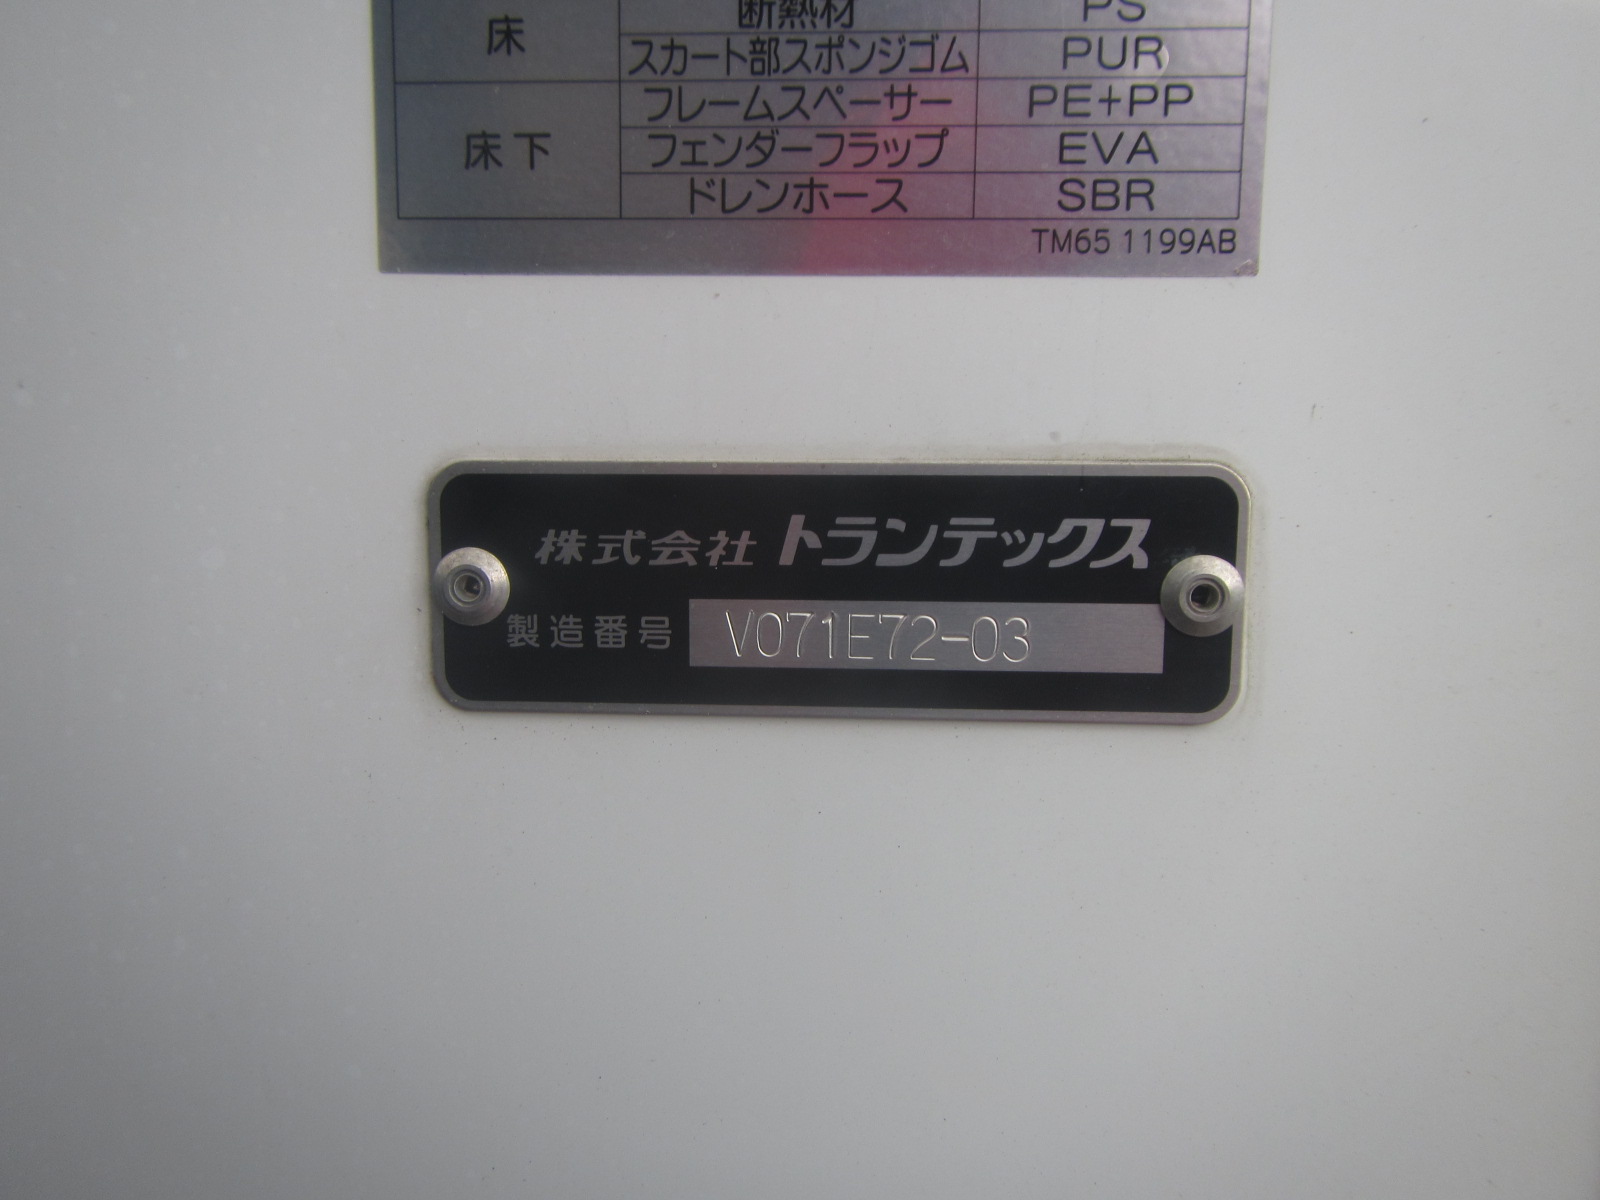 床 断熱材 PS
スカート部スポンジゴム PUR
床下 フレームスペーサー PE+PP
フェンダーフラップ EVA
ドレンホース SBR
TM65 1199AB
株式会社 トランテックス
製造番号 V071E72-03